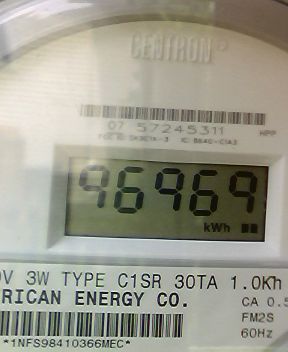 CENTRON®
07 57245311 HPP
96969
kWh
0V 3W TYPE C1SR 30TA 1.0Kh
RICAN ENERGY CO. CA 0.5
FM2S
*1NFS98410366MEC* 60Hz